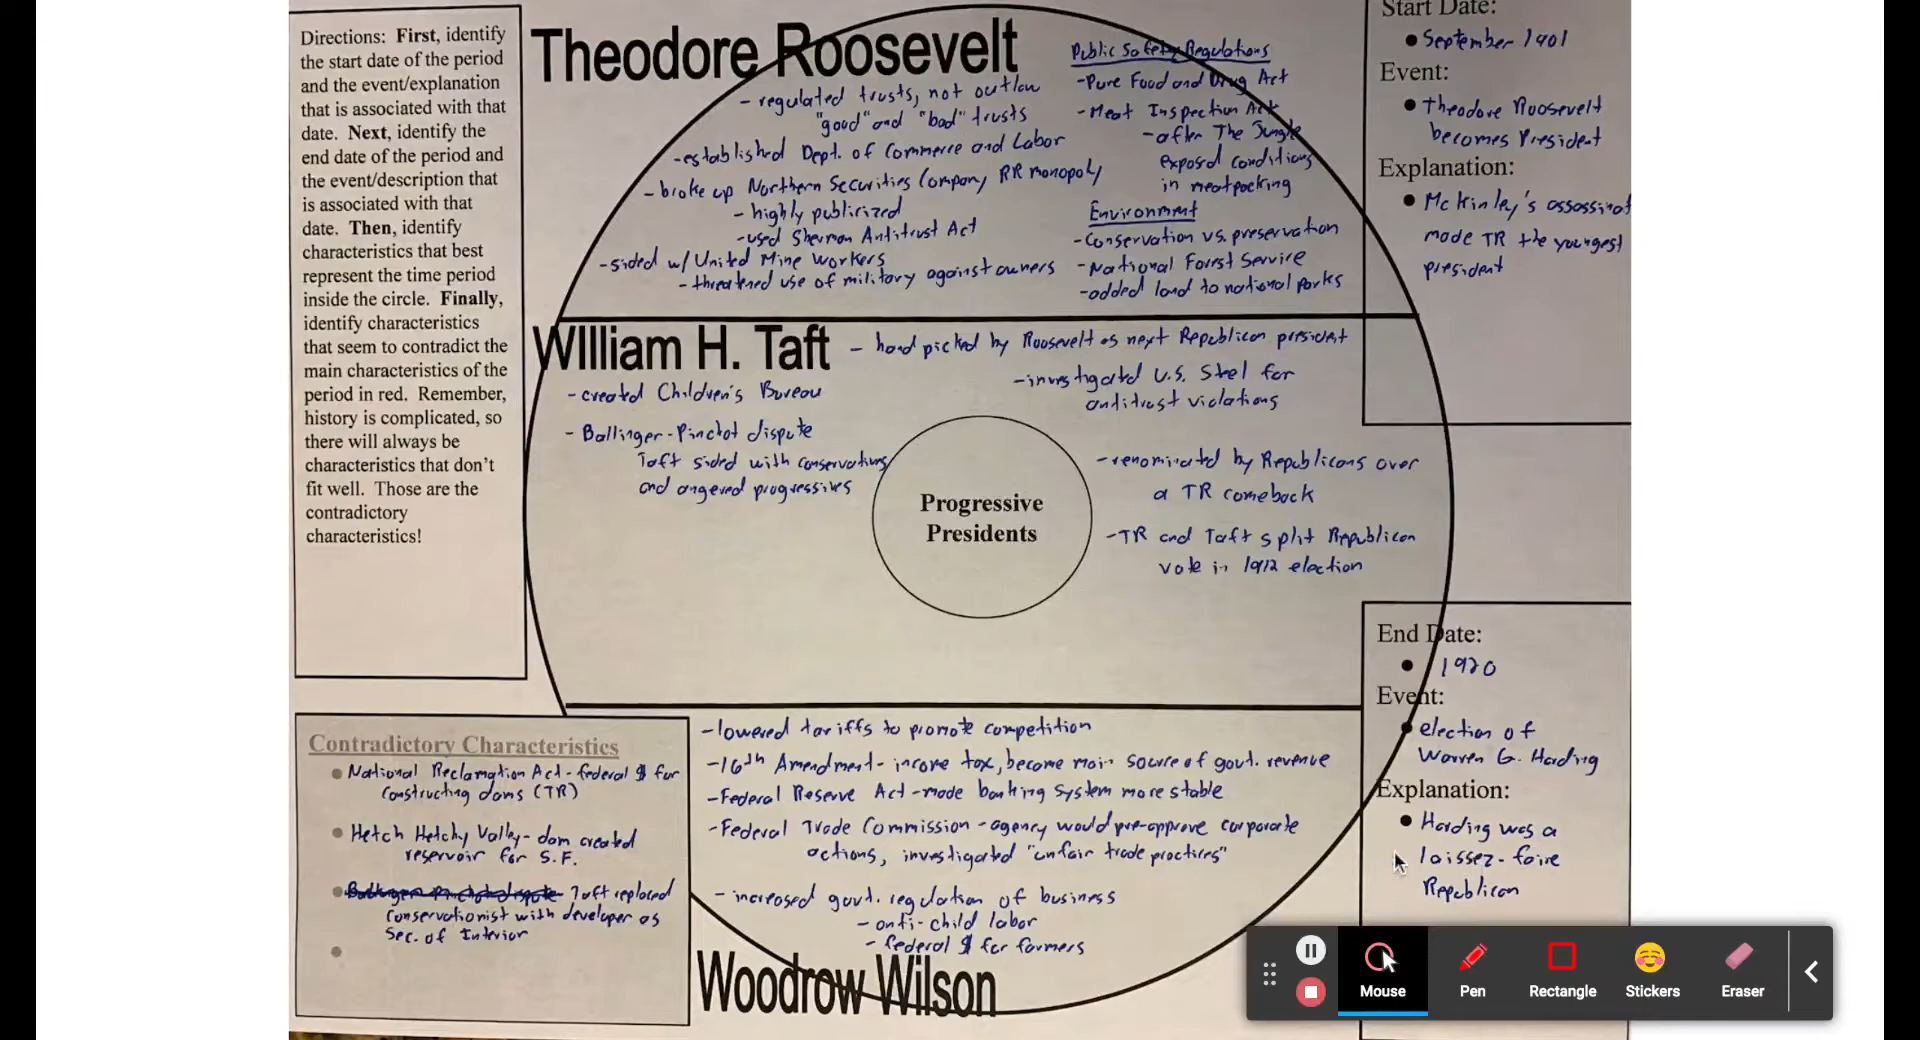 Directions: First, identify
the start date of the period
and the event/explanation
that is associated with that
date. Next, identify the
end date of the period and
the event/description that
is associated with that
date. Then, identify
characteristics that best
represent the time period
inside the circle. Finally,
identify characteristics
that seem to contradict the
main characteristics of the
period in red. Remember,
history is complicated, so
there will always be
characteristics that don't
fit well. Those are the
contradictory
characteristics!
Theodore Roosevelt
- regulated trusts, not outlaw
"good" and "bad" trusts
- established Dept. of Commerce and Labor
- broke up Northern Securities Company RR monopoly
- highly publicized
- used Sherman Antitrust Act
- sided w/ United Mine Workers
- threatened use of military against owners
Public Safety Regulations
- Pure Food and Drug Act
- Meat Inspection Act
- after The Jungle
exposed conditions
in meatpacking
Environment
- Conservation vs. preservation
- National Forest Service
- added land to national parks
Start Date:
• September 1901
Event:
• Theodore Roosevelt
becomes President
Explanation:
• McKinley's assassinat
made TR the youngest
president
WIlliam H. Taft
- hand picked by Roosevelt as next Republican president
- created Children's Bureau
- Ballinger-Pinchot dispute
Taft sided with conservatives
and angered progressives
- investigated U.S. Steel for
antitrust violations
- renominated by Republicans over
a TR comeback
- TR and Taft split Republican
vote in 1912 election
Progressive
Presidents
End Date:
• 1920
Event:
• election of
Warren G. Harding
Explanation:
• Harding was a
laissez-faire
Republican
Contradictory Characteristics
• National Reclamation Act - federal $ for
constructing dams (TR)
• Hetch Hetchy Valley - dam created
reservoir for S.F.
• Taft replaced
conservationist with developer as
Sec. of Interior
- lowered tariffs to promote competition
- 16th Amendment - income tax, become main source of govt. revenue
- Federal Reserve Act - made banking system more stable
- Federal Trade Commission - agency would pre-approve corporate
actions, investigated "unfair trade practices"
- increased govt. regulation of business
- anti-child labor
- federal $ for farmers
Woodrow Wilson
Mouse
Pen
Rectangle
Stickers
Eraser